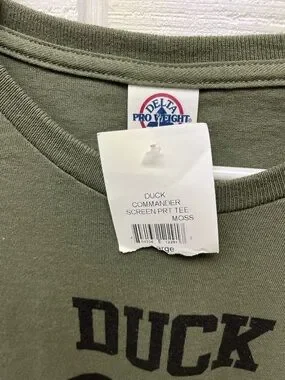 DELTA
PRO WEIGHT
DUCK
COMMANDER
SCREEN PRT TEE
MOSS
DUCK